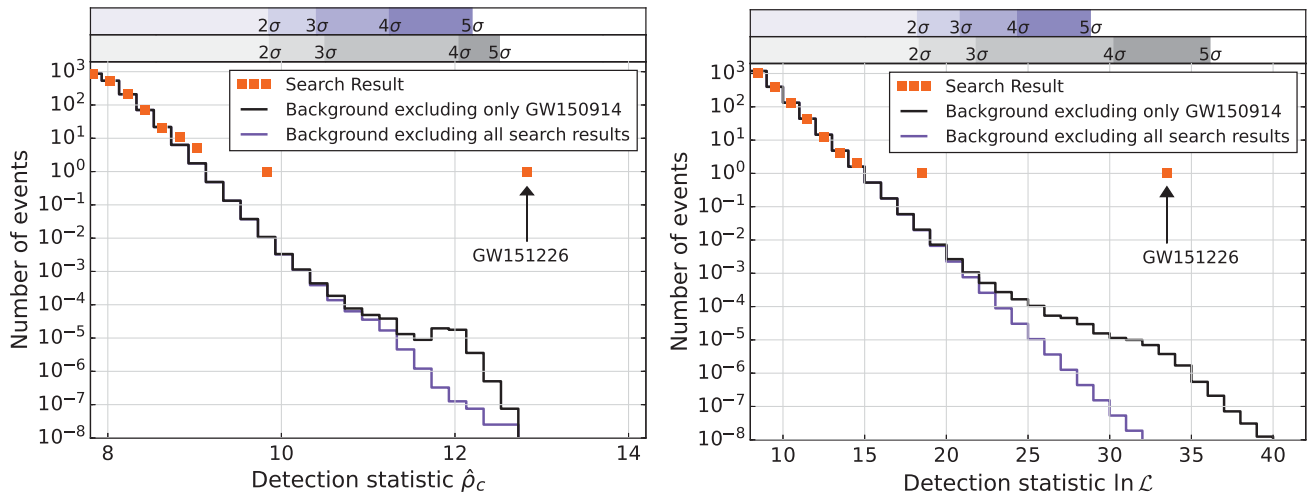 2σ 3σ 4σ 5σ
2σ 3σ 4σ 5σ
10³
10²
10¹
10⁰
10⁻¹
10⁻²
10⁻³
10⁻⁴
10⁻⁵
10⁻⁶
10⁻⁷
10⁻⁸
Number of events
Search Result
Background excluding only GW150914
Background excluding all search results
GW151226
8 10 12 14
Detection statistic ρ̂c
2σ 3σ 4σ 5σ
2σ 3σ 4σ 5σ
10³
10²
10¹
10⁰
10⁻¹
10⁻²
10⁻³
10⁻⁴
10⁻⁵
10⁻⁶
10⁻⁷
10⁻⁸
Number of events
Search Result
Background excluding only GW150914
Background excluding all search results
GW151226
10 15 20 25 30 35 40
Detection statistic ln ℒ